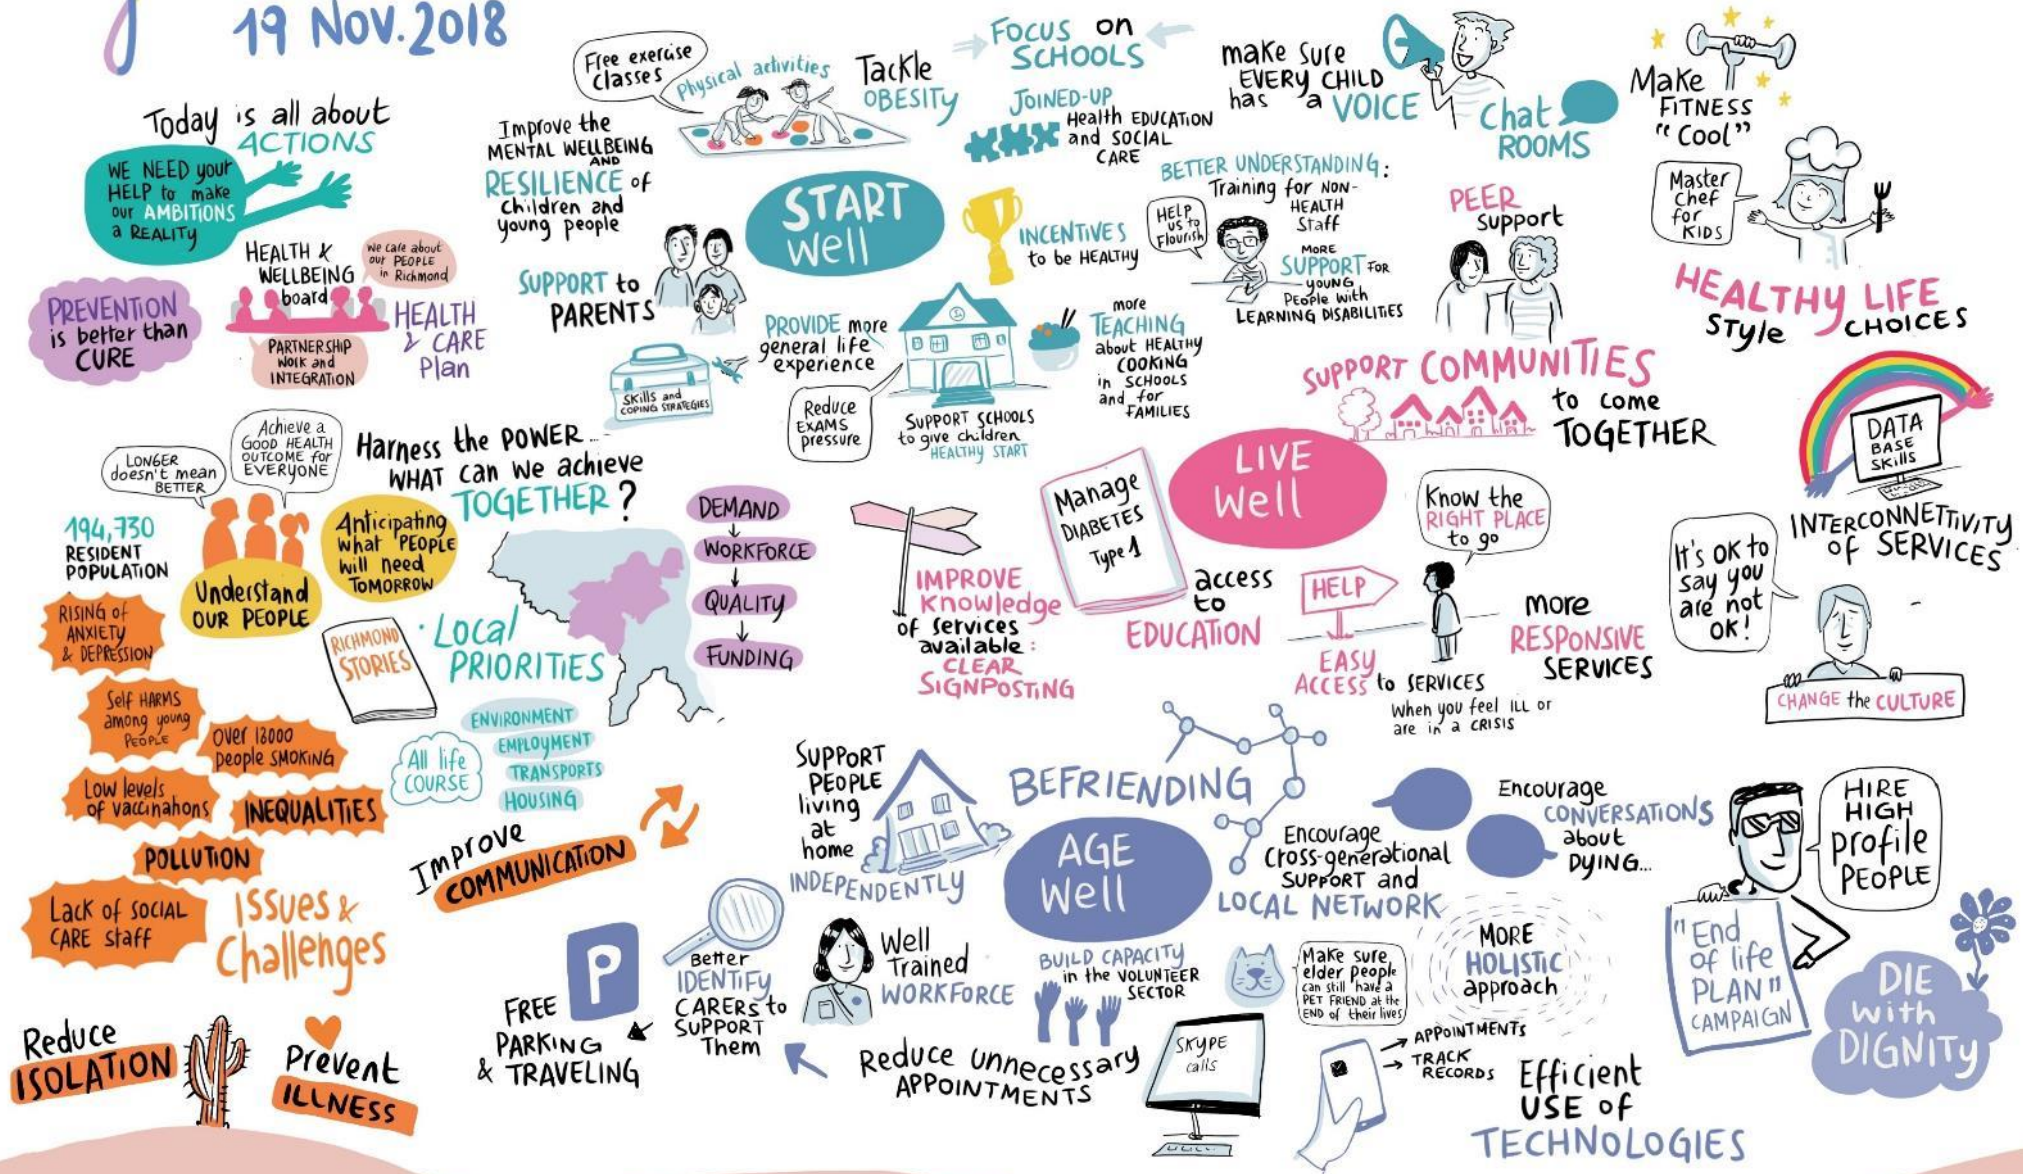 19 NOV. 2018
Today is all about
ACTIONS
WE NEED your
HELP to make
our AMBITIONS
a REALITY
HEALTH &
WELLBEING
board
We care about
our PEOPLE
in Richmond
PREVENTION
is better than
CURE
PARTNERSHIP
WORK and
INTEGRATION
HEALTH
& CARE
Plan
LONGER
doesn't mean
BETTER
Achieve a
GOOD HEALTH
OUTCOME for
EVERYONE
Harness the POWER...
WHAT can we achieve
TOGETHER?
194,730
RESIDENT
POPULATION
Understand
OUR PEOPLE
Anticipating
what PEOPLE
will need
TOMORROW
RICHMOND
STORIES
Local
PRIORITIES
DEMAND
WORKFORCE
QUALITY
FUNDING
All life
COURSE
ENVIRONMENT
EMPLOYMENT
TRANSPORTS
HOUSING
RISING of
ANXIETY
& DEPRESSION
Self HARMS
among young
PEOPLE
Over 18000
people SMOKING
Low levels
of vaccinations
INEQUALITIES
POLLUTION
Lack of SOCIAL
CARE staff
ISSUES &
Challenges
Improve
COMMUNICATION
Reduce
ISOLATION
Prevent
ILLNESS
START
Well
Free exercise
classes
Physical activities
Tackle
OBESITY
Improve the
MENTAL WELLBEING
AND
RESILIENCE of
children and
young people
SUPPORT to
PARENTS
Skills and
COPING STRATEGIES
FOCUS on
SCHOOLS
JOINED-UP
Health EDUCATION
and SOCIAL
CARE
INCENTIVES
to be HEALTHY
PROVIDE more
general life
experience
Reduce
EXAMS
pressure
SUPPORT SCHOOLS
to give children
HEALTHY START
more
TEACHING
about HEALTHY
COOKING
in SCHOOLS
and for
FAMILIES
make sure
EVERY CHILD
has a VOICE
Chat
ROOMS
BETTER UNDERSTANDING:
Training for NON-
HEALTH
Staff
HELP
us to
Flourish
MORE
SUPPORT FOR
YOUNG
People with
LEARNING DISABILITIES
LIVE
Well
PEER
support
Make
FITNESS
"COOL"
Master
Chef
for
KIDS
HEALTHY LIFE
STYLE CHOICES
SUPPORT COMMUNITIES
to come
TOGETHER
DATA
BASE
SKILLS
INTERCONNETTIVITY
OF SERVICES
Manage
DIABETES
Type 1
access
to
EDUCATION
IMPROVE
Knowledge
of services
available:
CLEAR
SIGNPOSTING
Know the
RIGHT PLACE
to go
HELP
EASY
ACCESS to SERVICES
When you feel ILL or
are in a CRISIS
more
RESPONSIVE
SERVICES
It's OK to
say you
are not
OK!
CHANGE the CULTURE
AGE
Well
SUPPORT
PEOPLE
living
at
home
INDEPENDENTLY
BEFRIENDING
Encourage
cross-generational
SUPPORT and
LOCAL NETWORK
Encourage
CONVERSATIONS
about
DYING...
HIRE
HIGH
profile
PEOPLE
"End
of life
PLAN"
CAMPAIGN
DIE
with
DIGNITY
P
FREE
PARKING
& TRAVELING
Better
IDENTIFY
CARERS to
SUPPORT
Them
Well
Trained
WORKFORCE
BUILD CAPACITY
in the VOLUNTEER
SECTOR
Make sure
elder people
can still have a
PET FRIEND at the
END of their lives
MORE
HOLISTIC
approach
Reduce unnecessary
APPOINTMENTS
SKYPE
calls
APPOINTMENTS
TRACK
RECORDS
Efficient
USE OF
TECHNOLOGIES